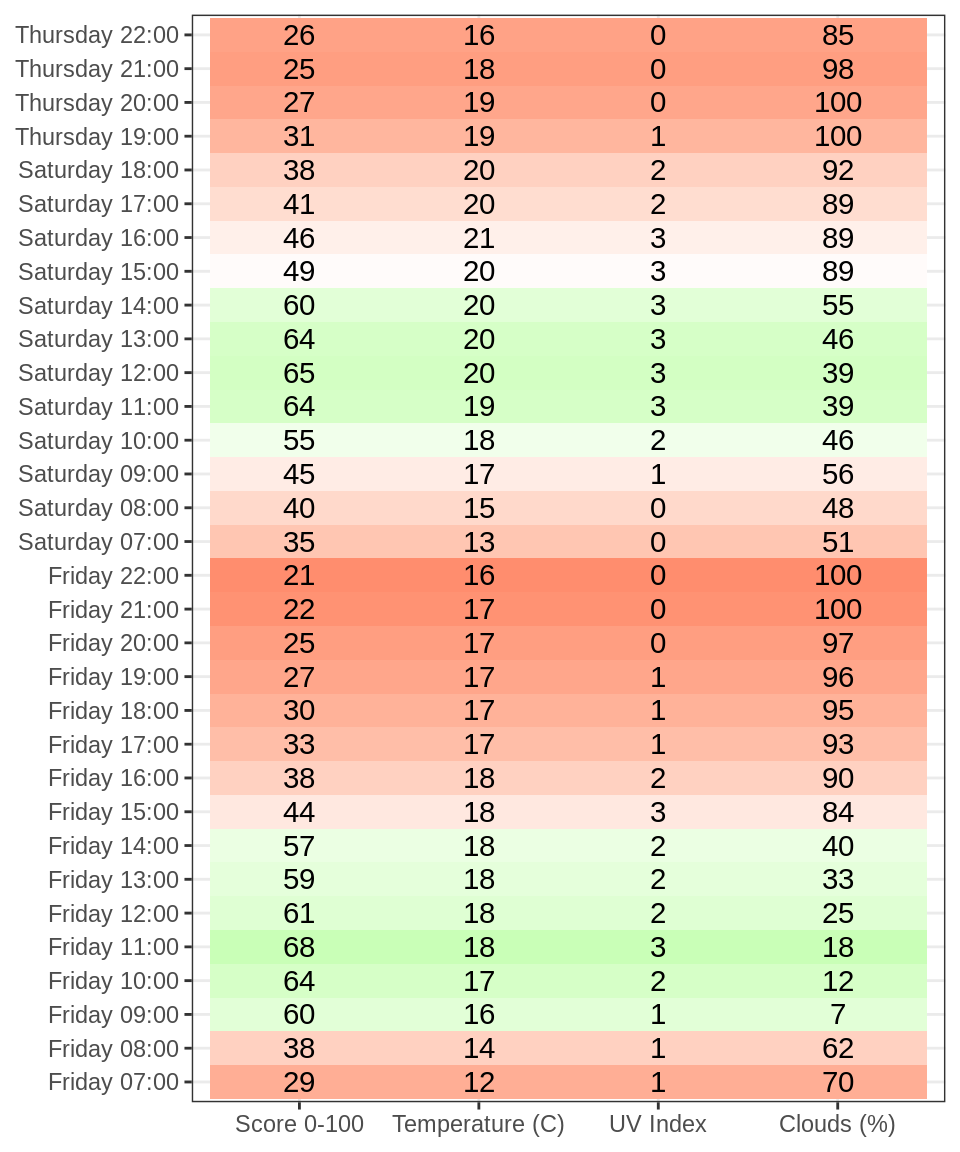 Thursday 22:00 26 16 0 85
Thursday 21:00 25 18 0 98
Thursday 20:00 27 19 0 100
Thursday 19:00 31 19 1 100
Saturday 18:00 38 20 2 92
Saturday 17:00 41 20 2 89
Saturday 16:00 46 21 3 89
Saturday 15:00 49 20 3 89
Saturday 14:00 60 20 3 55
Saturday 13:00 64 20 3 46
Saturday 12:00 65 20 3 39
Saturday 11:00 64 19 3 39
Saturday 10:00 55 18 2 46
Saturday 09:00 45 17 1 56
Saturday 08:00 40 15 0 48
Saturday 07:00 35 13 0 51
Friday 22:00 21 16 0 100
Friday 21:00 22 17 0 100
Friday 20:00 25 17 0 97
Friday 19:00 27 17 1 96
Friday 18:00 30 17 1 95
Friday 17:00 33 17 1 93
Friday 16:00 38 18 2 90
Friday 15:00 44 18 3 84
Friday 14:00 57 18 2 40
Friday 13:00 59 18 2 33
Friday 12:00 61 18 2 25
Friday 11:00 68 18 3 18
Friday 10:00 64 17 2 12
Friday 09:00 60 16 1 7
Friday 08:00 38 14 1 62
Friday 07:00 29 12 1 70
Score 0-100 Temperature (C) UV Index Clouds (%)